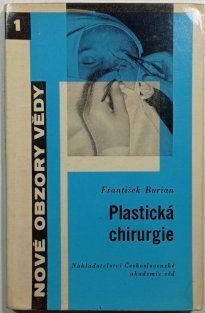 1
NOVÉ OBZORY VĚDY
František Burian
Plastická
chirurgie
Nakladatelství Československé
akademie věd